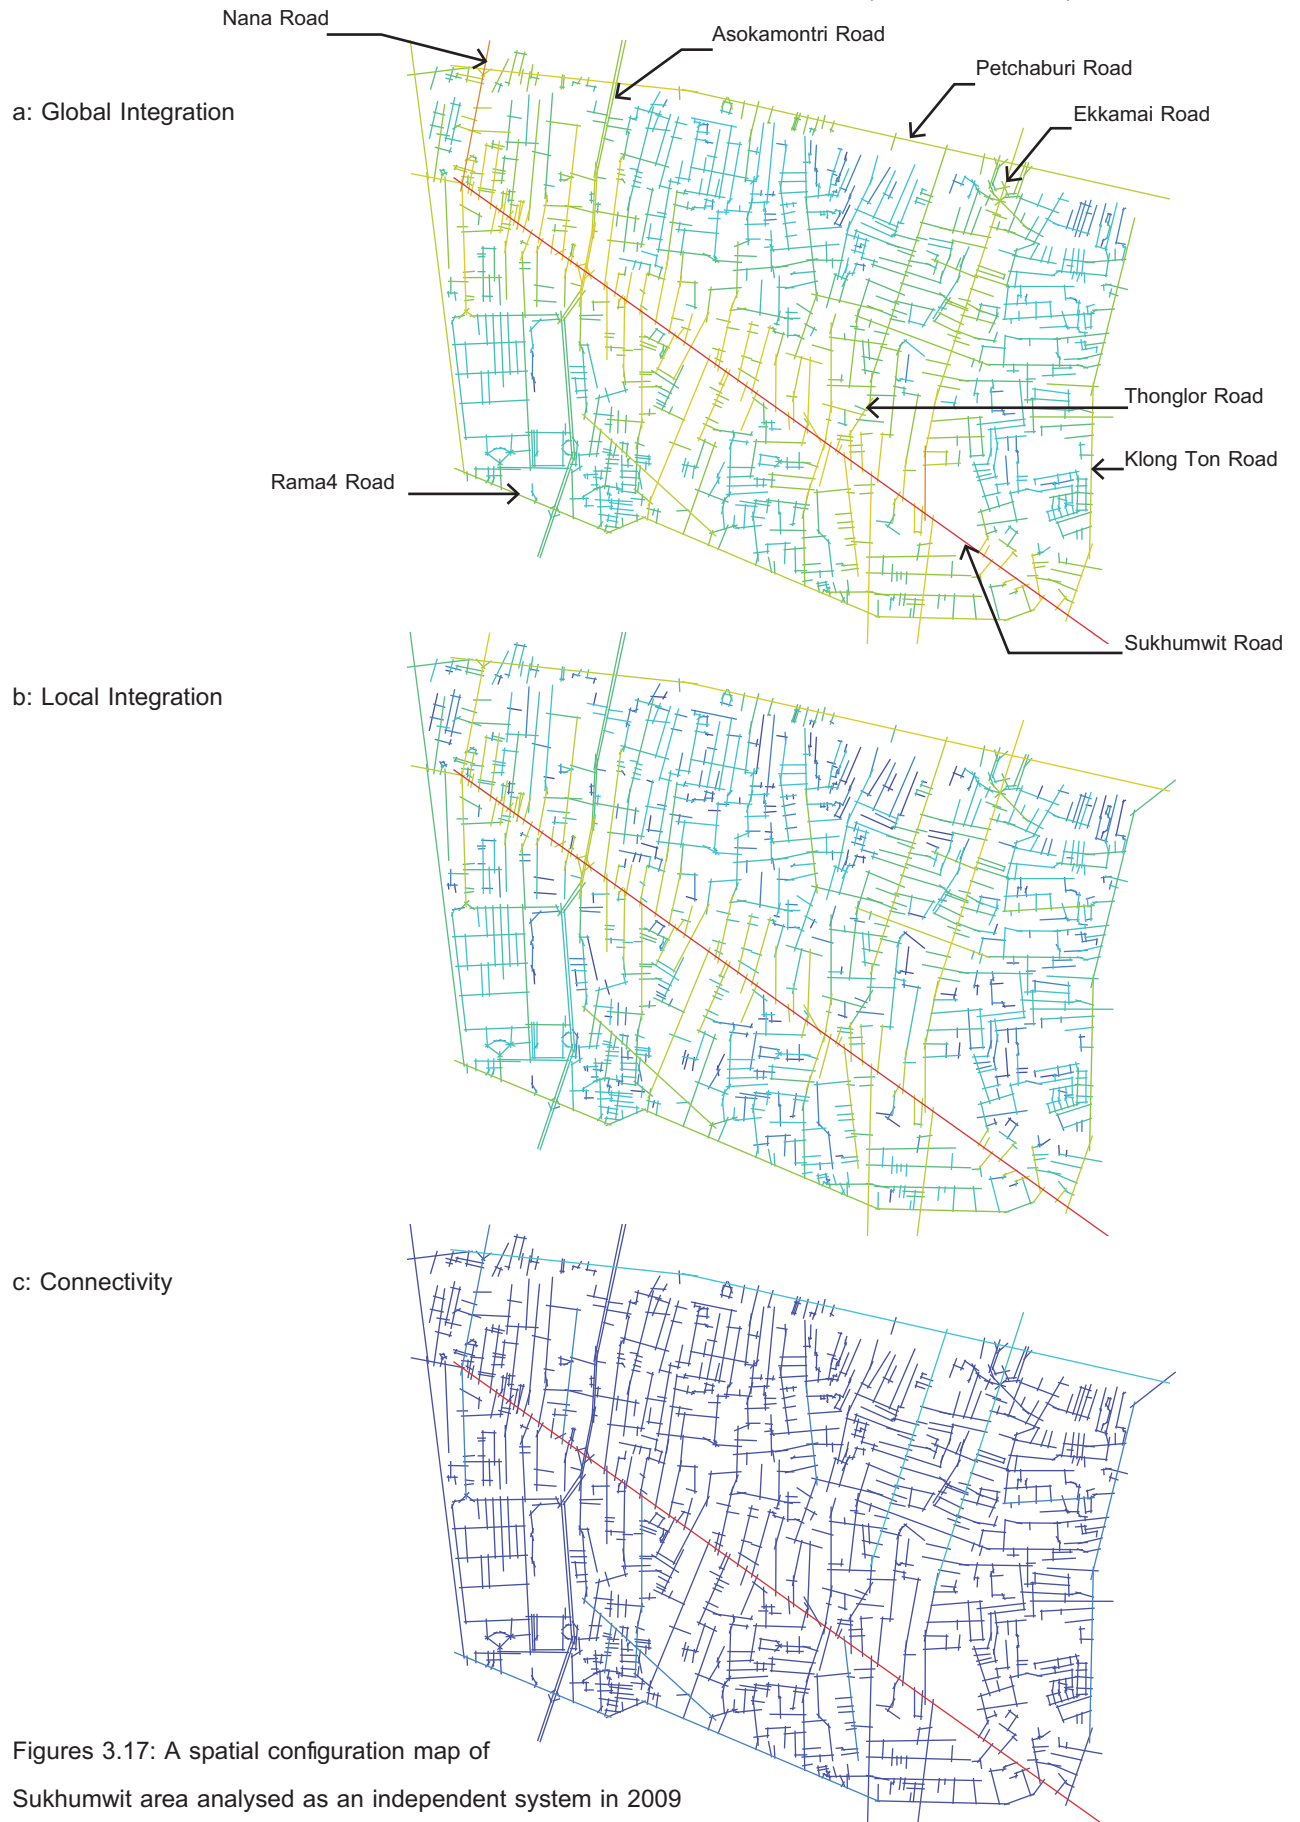 Nana Road
Asokamontri Road
Petchaburi Road
a: Global Integration
Ekkamai Road
Thonglor Road
Klong Ton Road
Rama4 Road
Sukhumwit Road
b: Local Integration
c: Connectivity
Figures 3.17: A spatial configuration map of
Sukhumwit area analysed as an independent system in 2009